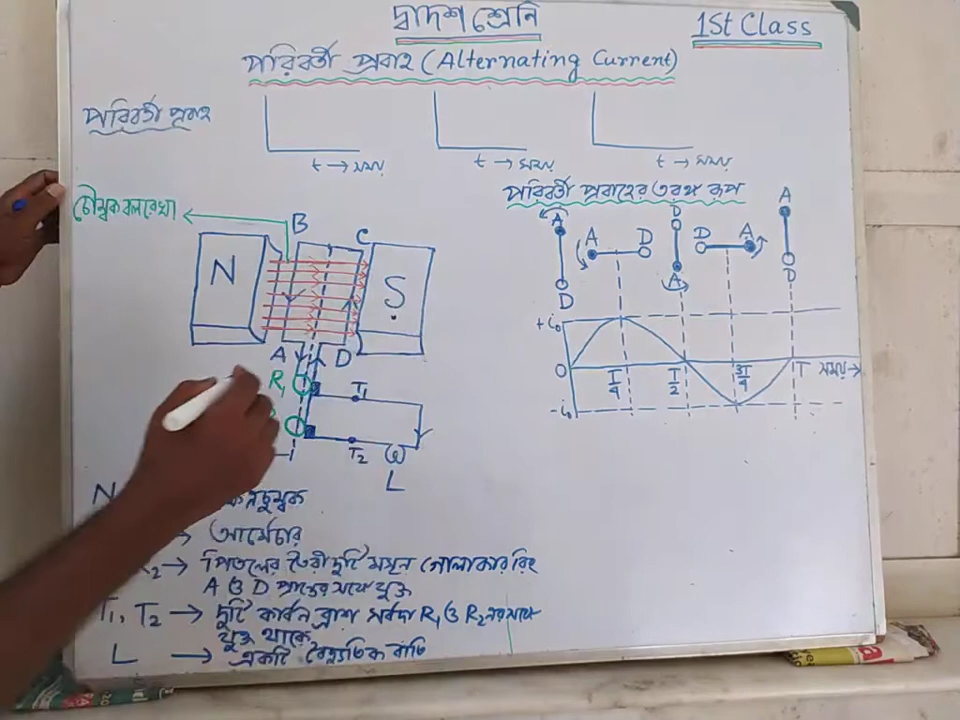 দ্বাদশ শ্রেনি
1St Class
পরিবর্তী প্রবাহ (Alternating Current)
পরিবর্তী প্রবাহ
t → সময়
t → সময়
t → সময়
চৌম্বক বলরেখা
B
C
N
S
A
D
R₁
T₁
T₂
L
পরিবর্তী প্রবাহের তরঙ্গ রূপ
A
D
A D
D
A
D A
A
D
+i₀
O
-i₀
T/4
T/2
3T/4
T
সময় →
N
চুম্বক
→ আর্মেচার
R₂ → পিতলের তৈরী দুটি মসৃন গোলাকার রিং
A ও D প্রান্তের সাথে যুক্ত
T₁, T₂ → দুটি কার্বন ব্রাশ সর্বদা R₁ ও R₂ এর সাথে
যুক্ত থাকে
L → একটি বৈদ্যুতিক বাতি